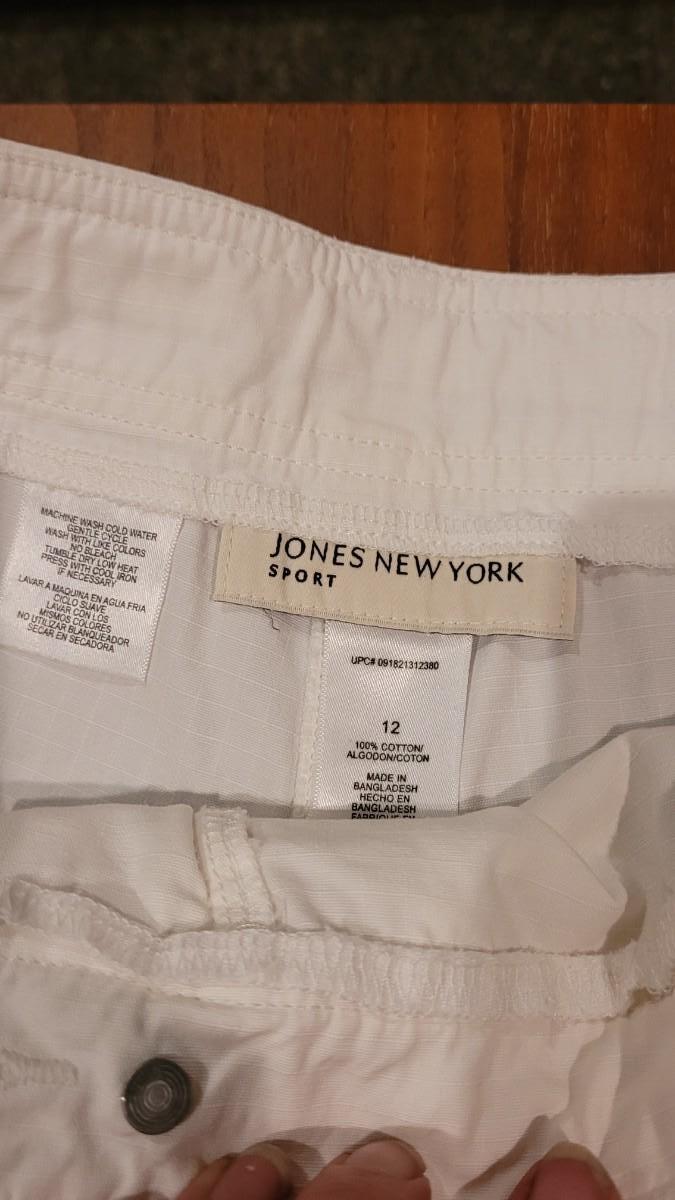 MACHINE WASH COLD WATER
GENTLE CYCLE
WASH WITH LIKE COLORS
NO BLEACH
TUMBLE DRY LOW HEAT
PRESS WITH COOL IRON
IF NECESSARY
LAVAR A MAQUINA EN AGUA FRIA
CICLO SUAVE
LAVAR CON LOS
MISMOS COLORES
NO UTILIZAR BLANQUEADOR
SECAR EN SECADORA
JONES NEW YORK
SPORT
UPC# 091821312380
12
100% COTTON/
ALGODON/COTON
MADE IN
BANGLADESH
HECHO EN
BANGLADESH
FABRIQUE EN